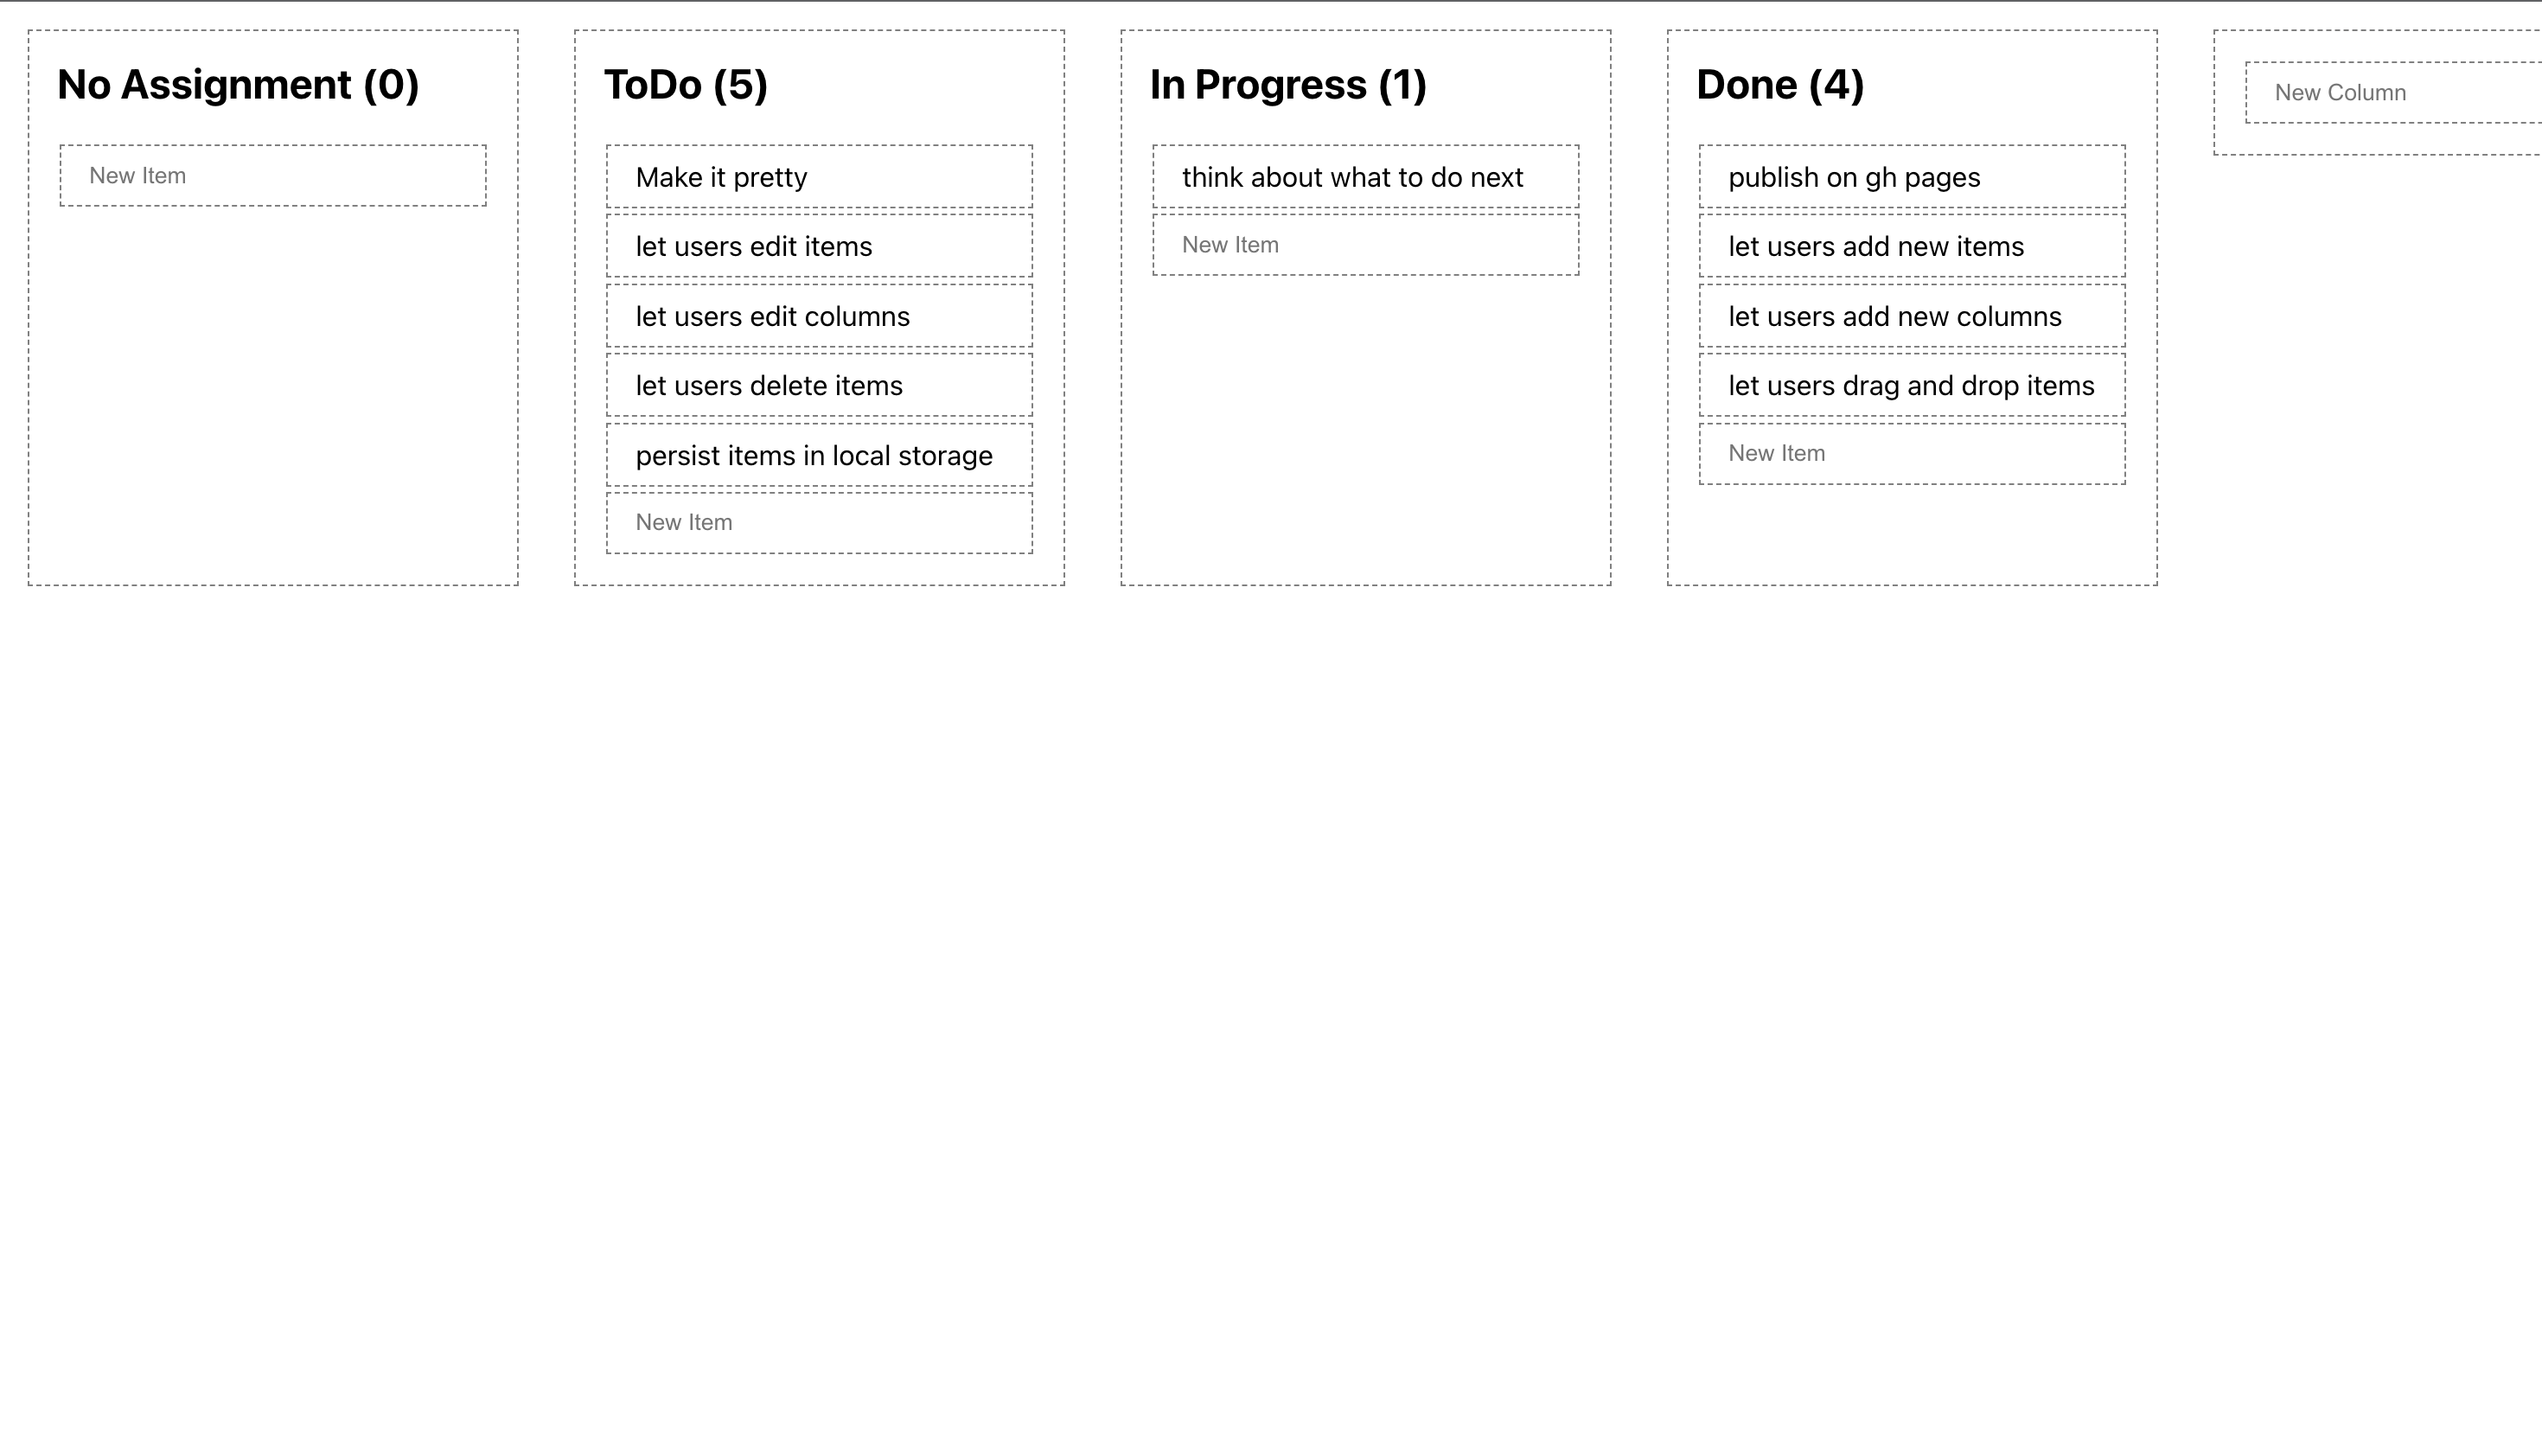 No Assignment (0)
New Item
ToDo (5)
Make it pretty
let users edit items
let users edit columns
let users delete items
persist items in local storage
New Item
In Progress (1)
think about what to do next
New Item
Done (4)
publish on gh pages
let users add new items
let users add new columns
let users drag and drop items
New Item
New Column